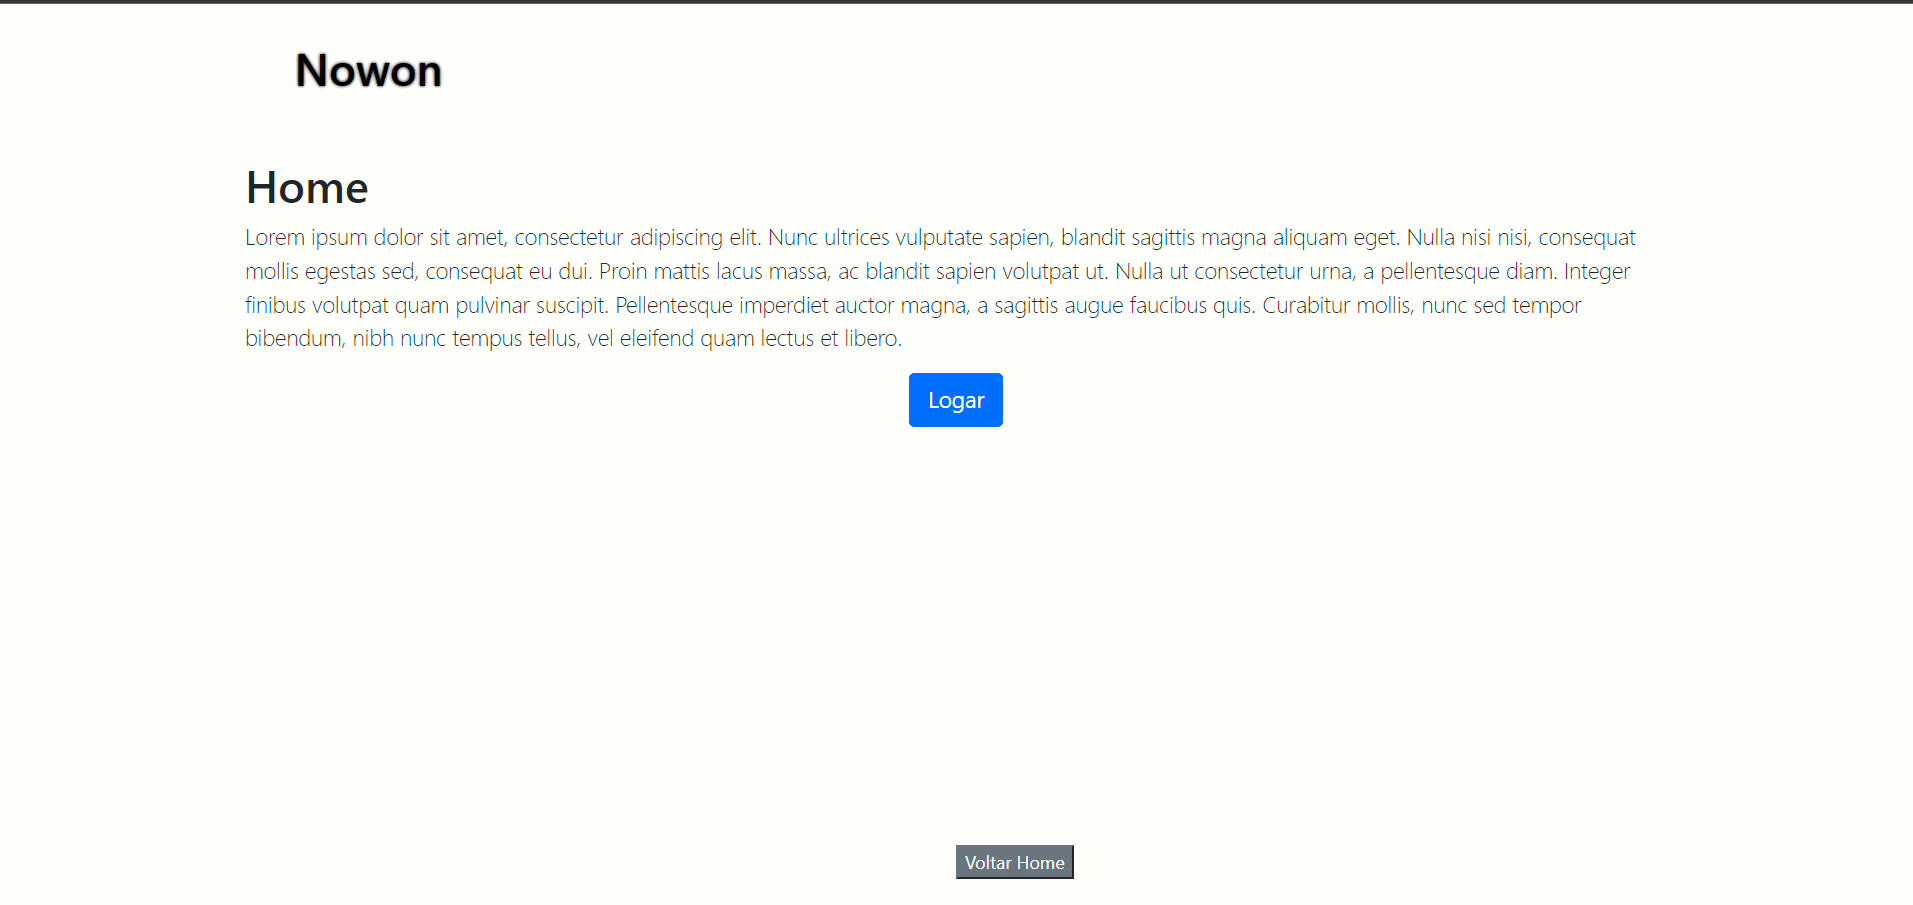 Nowon
Home
Lorem ipsum dolor sit amet, consectetur adipiscing elit. Nunc ultrices vulputate sapien, blandit sagittis magna aliquam eget. Nulla nisi nisi, consequat
mollis egestas sed, consequat eu dui. Proin mattis lacus massa, ac blandit sapien volutpat ut. Nulla ut consectetur urna, a pellentesque diam. Integer
finibus volutpat quam pulvinar suscipit. Pellentesque imperdiet auctor magna, a sagittis augue faucibus quis. Curabitur mollis, nunc sed tempor
bibendum, nibh nunc tempus tellus, vel eleifend quam lectus et libero.
Logar
Voltar Home